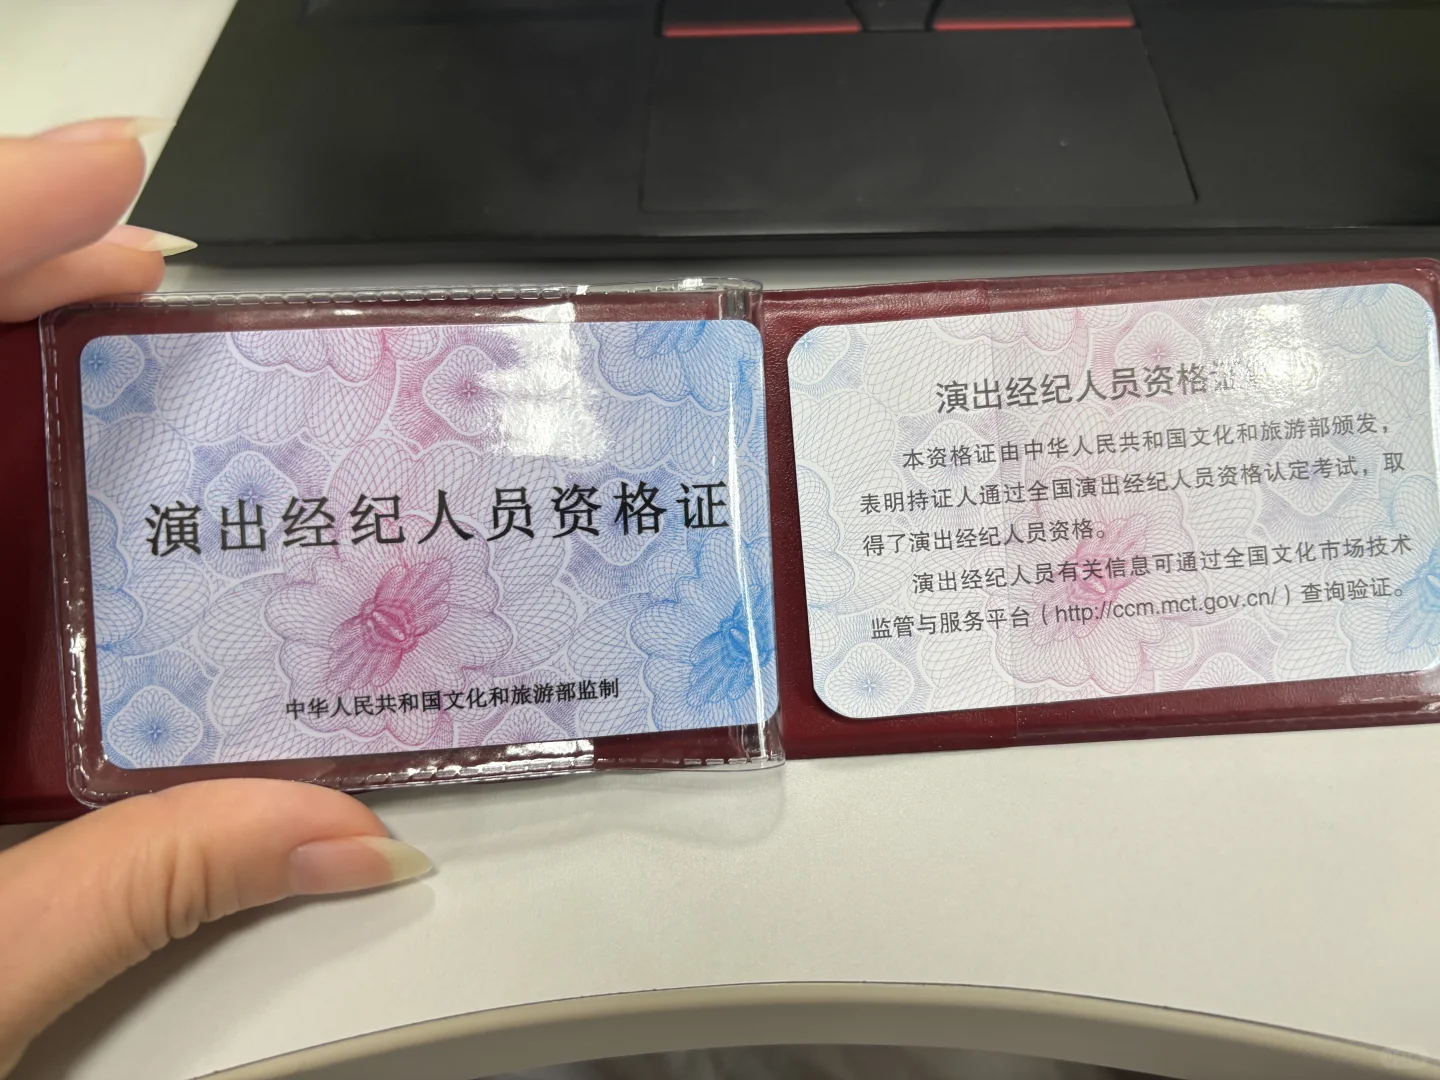 演出经纪人员资格证
中华人民共和国文化和旅游部监制
演出经纪人员资格证
本资格证由中华人民共和国文化和旅游部颁发，
表明持证人通过全国演出经纪人员资格认定考试，取
得了演出经纪人员资格。
演出经纪人员有关信息可通过全国文化市场技术
监管与服务平台（http://ccm.mct.gov.cn/）查询验证。